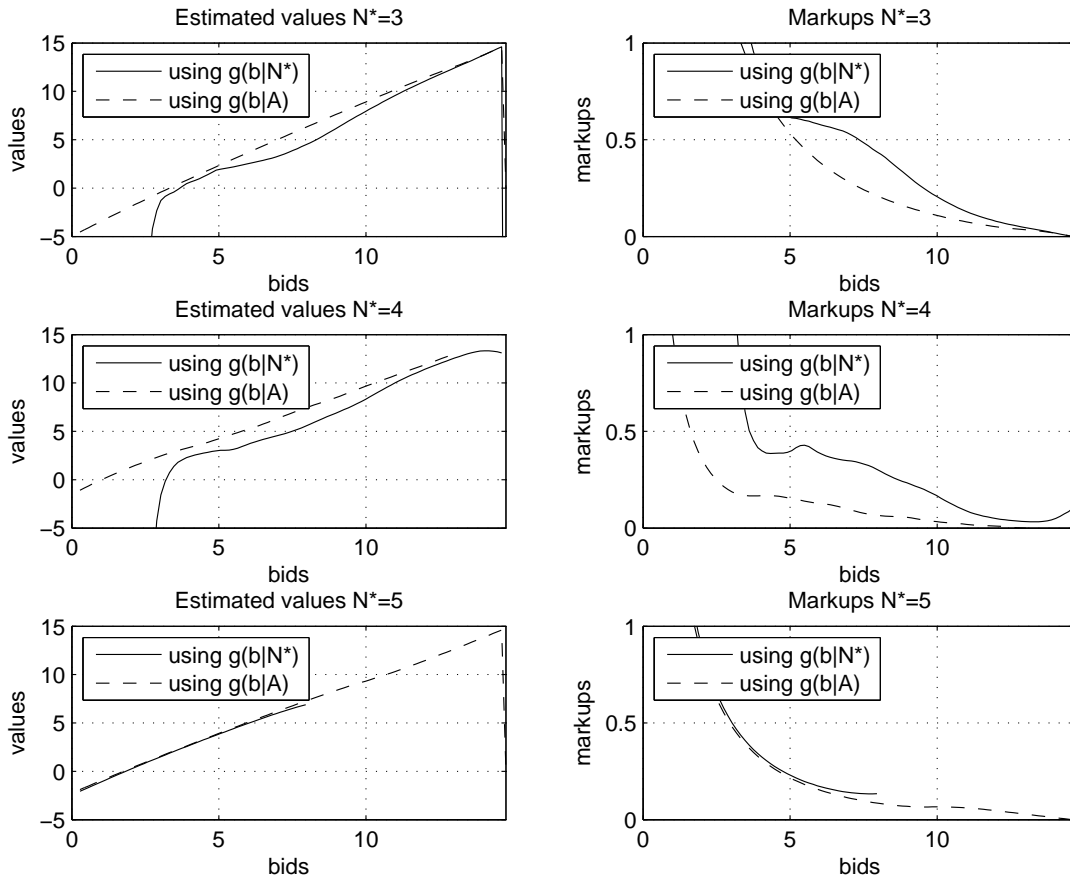 Estimated values N*=3
15
10
5
0
−5
0
5
10
values
bids
using g(b|N*)
using g(b|A)
Markups N*=3
1
0.5
0
0
5
10
markups
bids
using g(b|N*)
using g(b|A)
Estimated values N*=4
15
10
5
0
−5
0
5
10
values
bids
using g(b|N*)
using g(b|A)
Markups N*=4
1
0.5
0
0
5
10
markups
bids
using g(b|N*)
using g(b|A)
Estimated values N*=5
15
10
5
0
−5
0
5
10
values
bids
using g(b|N*)
using g(b|A)
Markups N*=5
1
0.5
0
0
5
10
markups
bids
using g(b|N*)
using g(b|A)